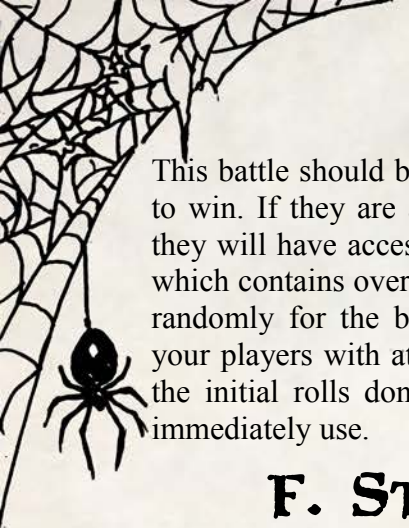 This battle should b
to win. If they are
they will have acces
which contains over
randomly for the b
your players with at
the initial rolls don
immediately use.
F. St